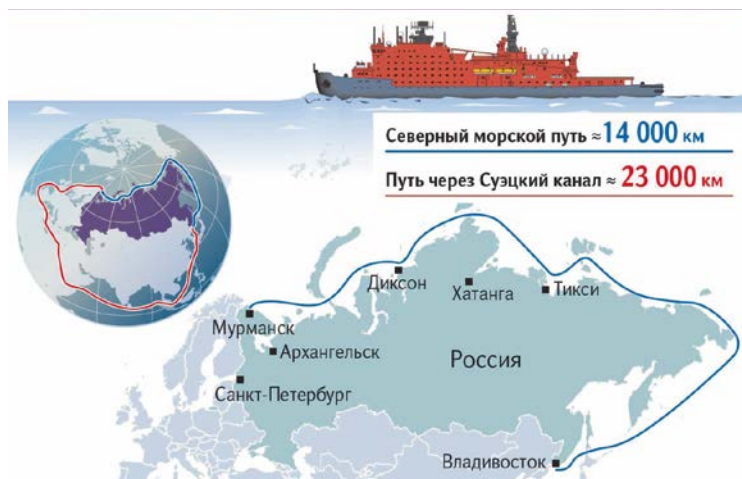 Северный морской путь ≈14 000 км
Путь через Суэцкий канал ≈ 23 000 км
Диксон
Хатанга
Тикси
Мурманск
Архангельск
Россия
Санкт-Петербург
Владивосток